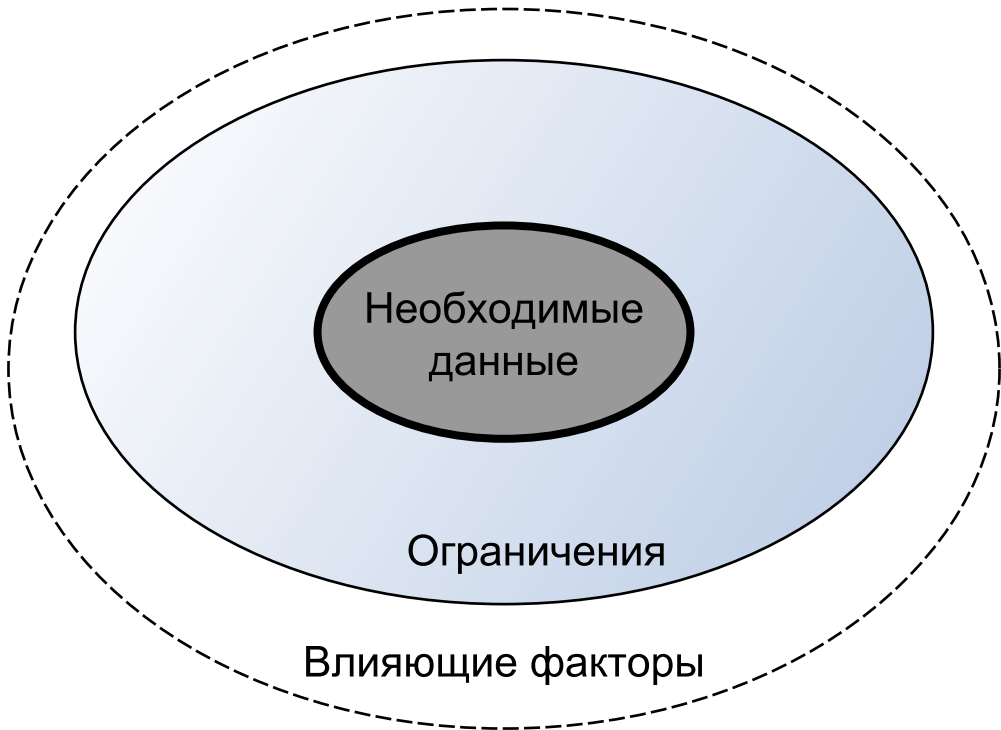 Необходимые
данные
Ограничения
Влияющие факторы